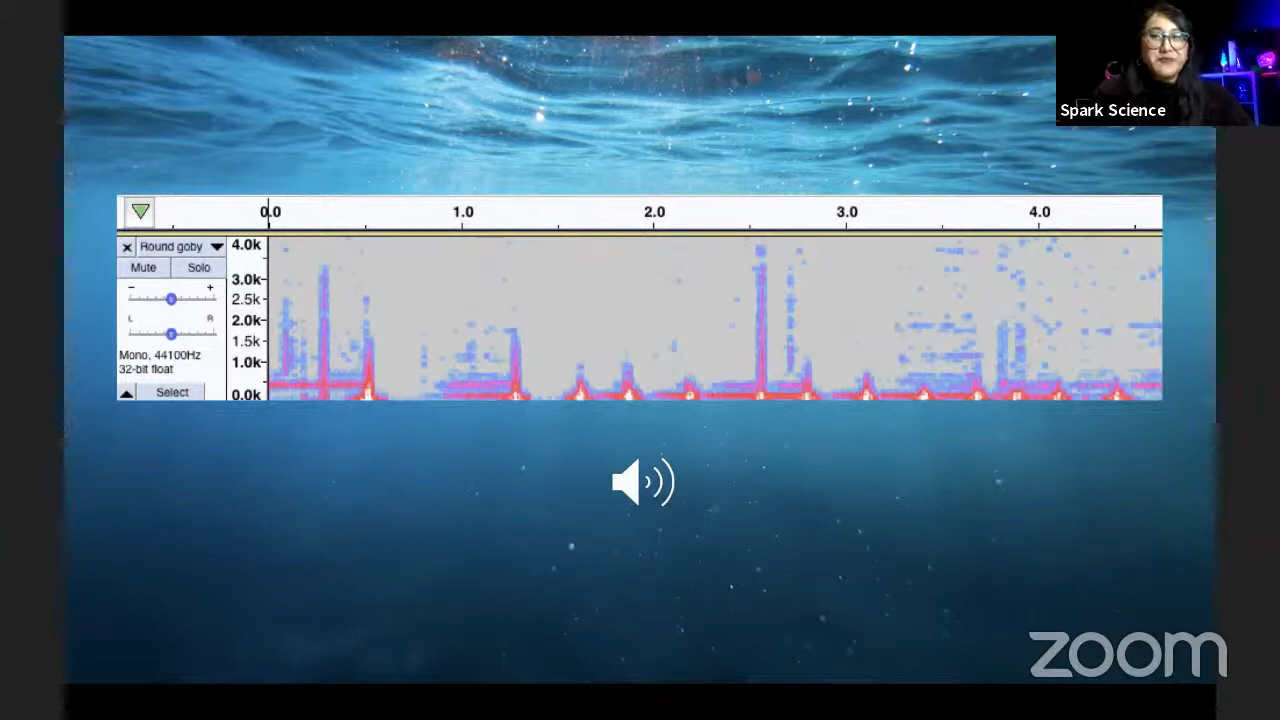 Spark Science
0.0 1.0 2.0 3.0 4.0
Round goby
Mute Solo
- +
L R
Mono, 44100Hz
32-bit float
Select
4.0k
3.0k
2.5k
2.0k
1.5k
1.0k
0.0k
zoom